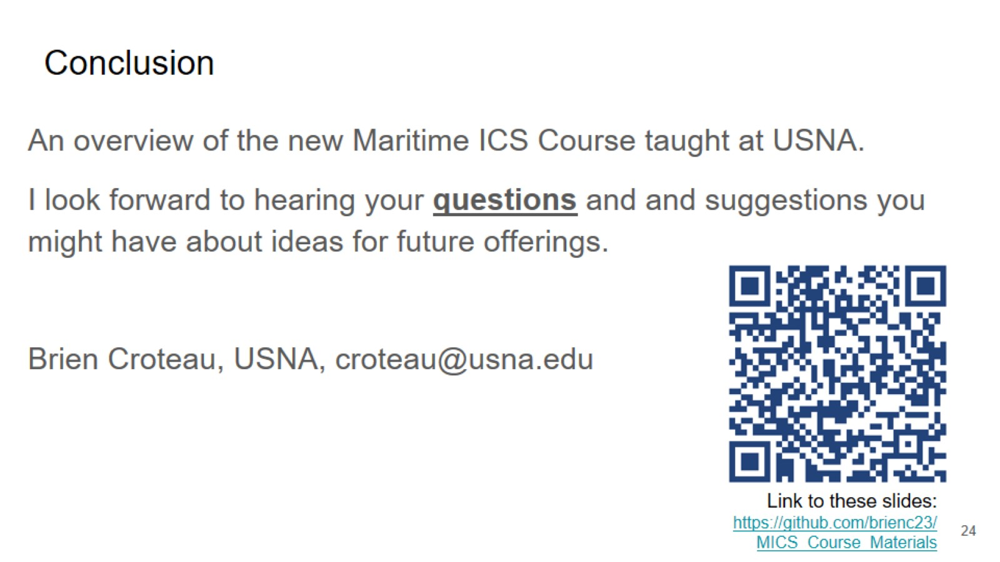 Conclusion
An overview of the new Maritime ICS Course taught at USNA.
I look forward to hearing your questions and and suggestions you
might have about ideas for future offerings.
Brien Croteau, USNA, croteau@usna.edu
Link to these slides:
https://github.com/brienc23/
MICS_Course_Materials
24